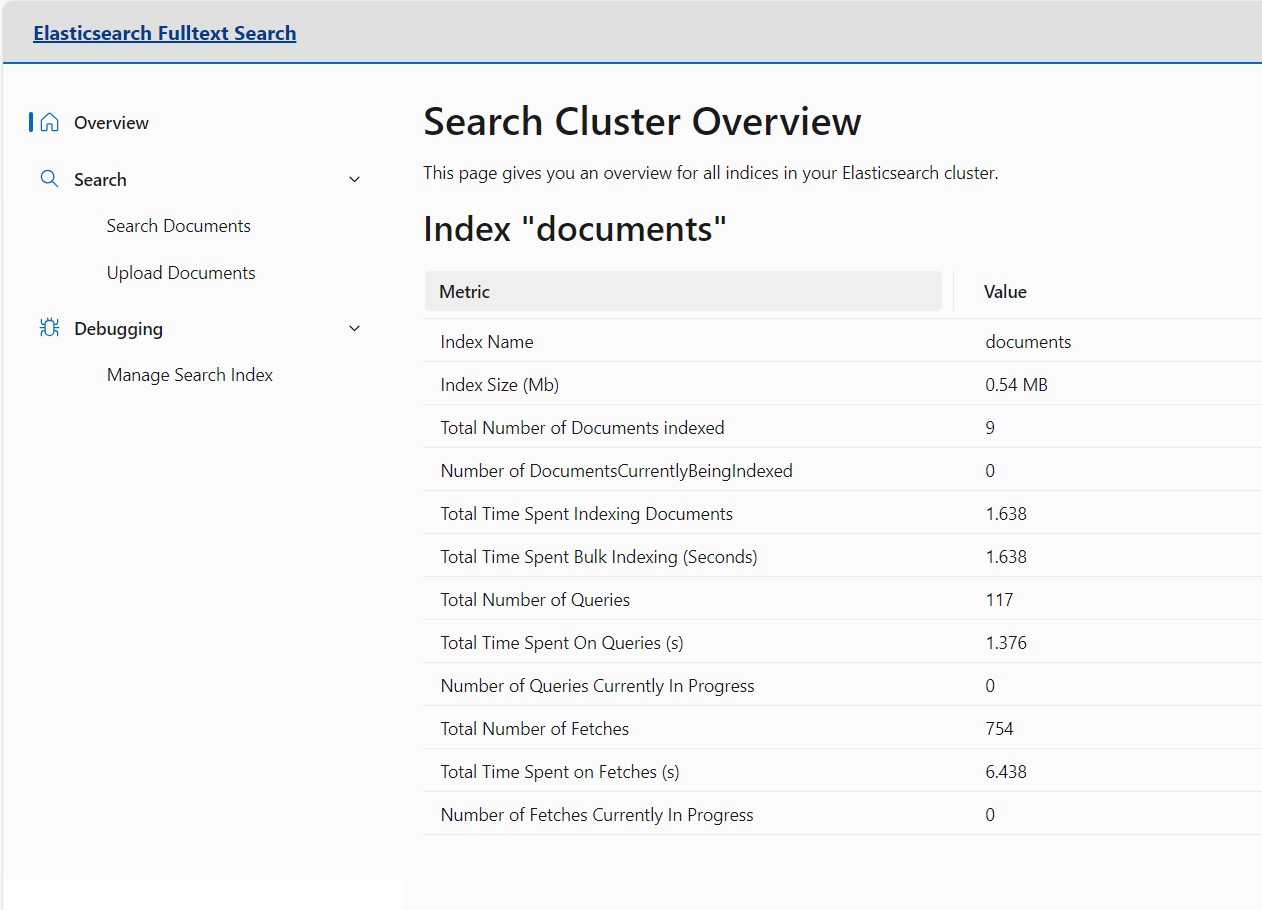 Elasticsearch Fulltext Search
Overview
Search
Search Documents
Upload Documents
Debugging
Manage Search Index
Search Cluster Overview
This page gives you an overview for all indices in your Elasticsearch cluster.
Index "documents"
Metric Value
Index Name documents
Index Size (Mb) 0.54 MB
Total Number of Documents indexed 9
Number of DocumentsCurrentlyBeingIndexed 0
Total Time Spent Indexing Documents 1.638
Total Time Spent Bulk Indexing (Seconds) 1.638
Total Number of Queries 117
Total Time Spent On Queries (s) 1.376
Number of Queries Currently In Progress 0
Total Number of Fetches 754
Total Time Spent on Fetches (s) 6.438
Number of Fetches Currently In Progress 0